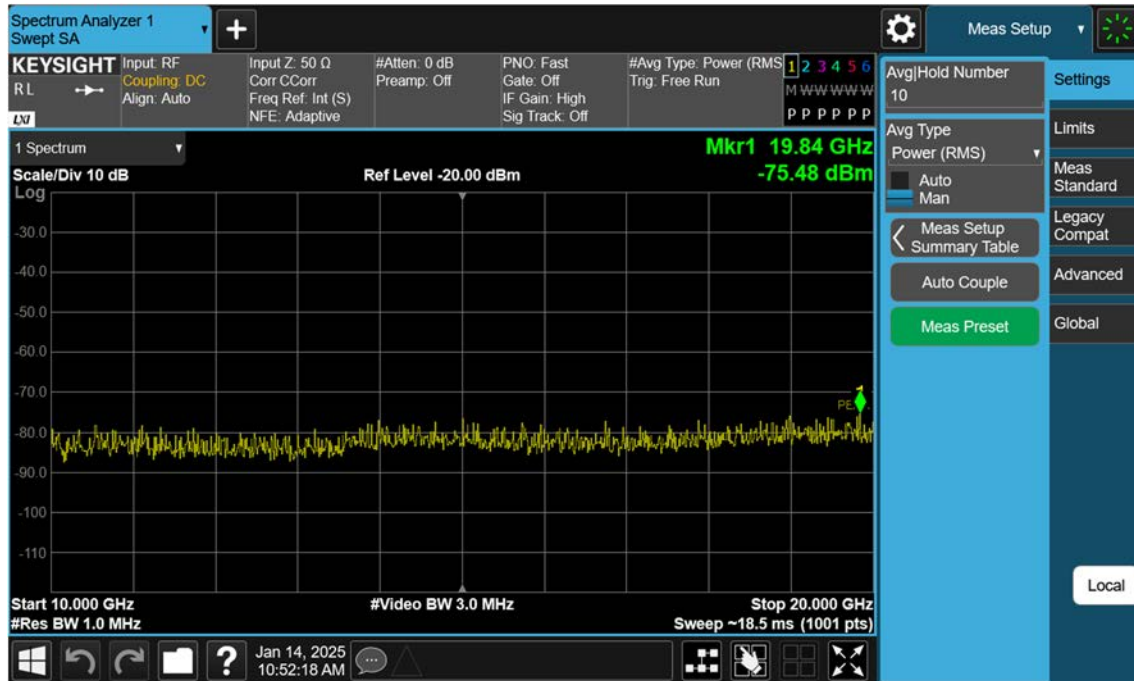 Spectrum Analyzer 1
Swept SA
+
Meas Setup
KEYSIGHT
R L
LXI
Input: RF
Coupling: DC
Align: Auto
Input Z: 50 Ω
Corr CCorr
Freq Ref: Int (S)
NFE: Adaptive
#Atten: 0 dB
Preamp: Off
PNO: Fast
Gate: Off
IF Gain: High
Sig Track: Off
#Avg Type: Power (RMS
Trig: Free Run
1 2 3 4 5 6
M W W W W W
P P P P P P
1 Spectrum
Scale/Div 10 dB
Log
Ref Level -20.00 dBm
Mkr1 19.84 GHz
-75.48 dBm
-30.0
-40.0
-50.0
-60.0
-70.0
-80.0
-90.0
-100
-110
1
Start 10.000 GHz
#Res BW 1.0 MHz
#Video BW 3.0 MHz
Stop 20.000 GHz
Sweep ~18.5 ms (1001 pts)
?
Jan 14, 2025
10:52:18 AM
Avg|Hold Number
10
Avg Type
Power (RMS)
Auto
Man
Meas Setup
Summary Table
Auto Couple
Meas Preset
Settings
Limits
Meas
Standard
Legacy
Compat
Advanced
Global
Local